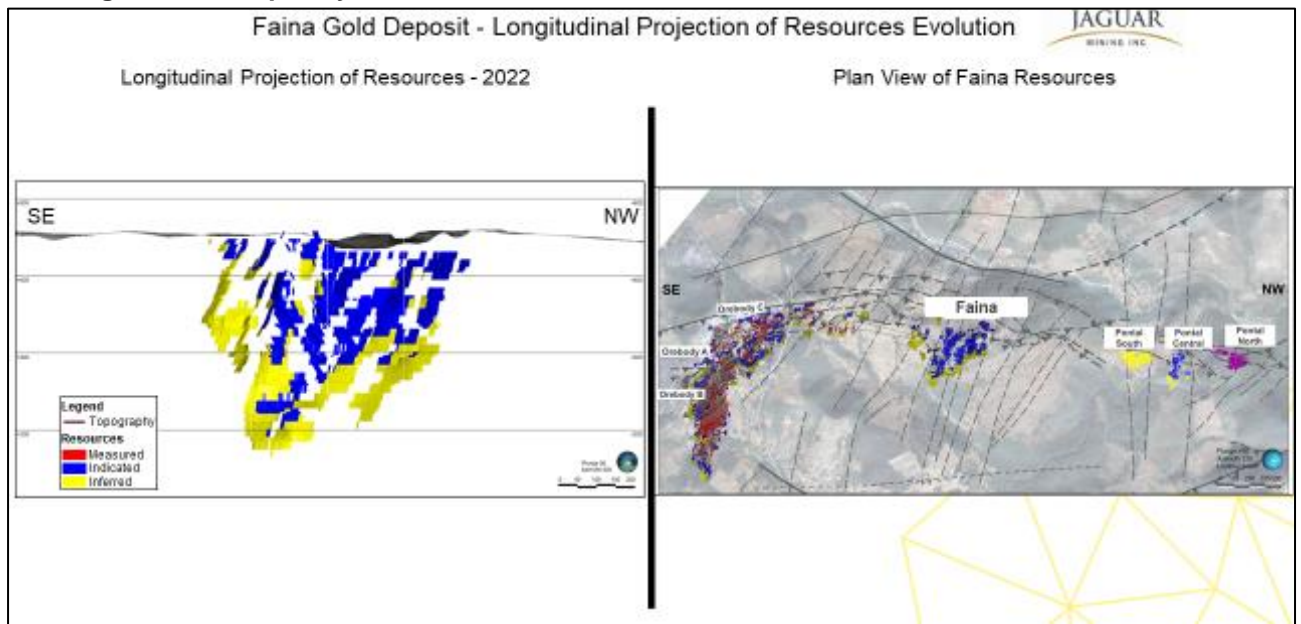 Faina Gold Deposit - Longitudinal Projection of Resources Evolution
JAGUAR
MINING INC
Longitudinal Projection of Resources - 2022
Plan View of Faina Resources
SE
NW
Legend
Topography
Resources
Measured
Indicated
Inferred
SE
NW
Orebody C
Orebody A
Orebody B
Faina
Pontal
South
Pontal
Central
Pontal
North